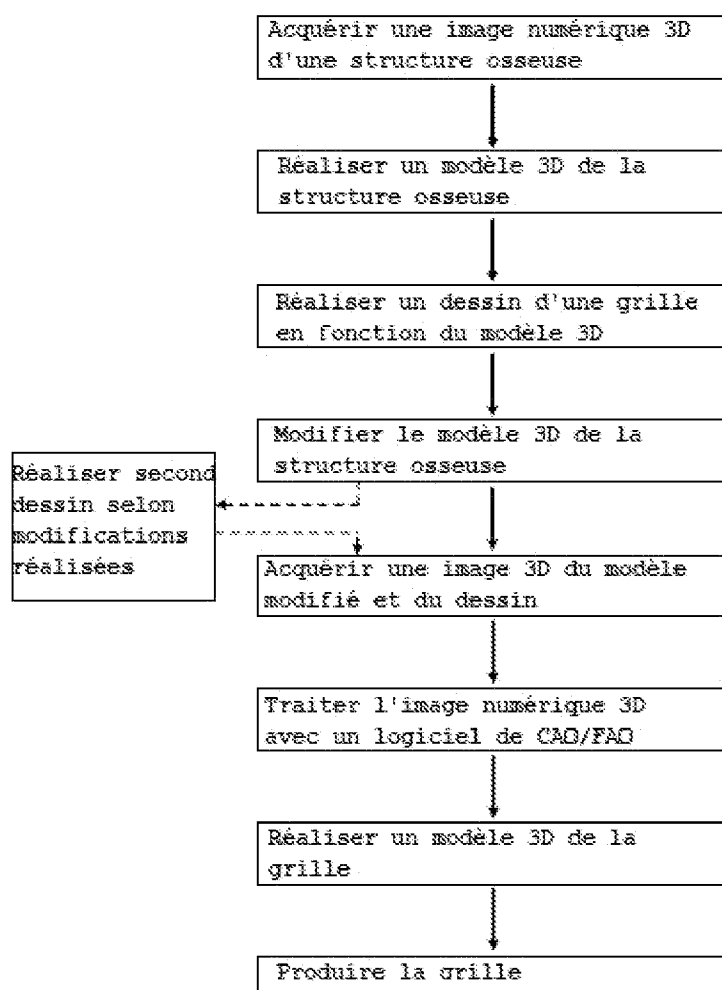 Acquérir une image numérique 3D
d'une structure osseuse
Réaliser un modèle 3D de la
structure osseuse
Réaliser un dessin d'une grille
en fonction du modèle 3D
Modifier le modèle 3D de la
structure osseuse
Réaliser second
dessin selon
modifications
réalisées
Acquérir une image 3D du modèle
modifié et du dessin
Traiter l'image numérique 3D
avec un logiciel de CAO/FAO
Réaliser un modèle 3D de la
grille
Produire la grille